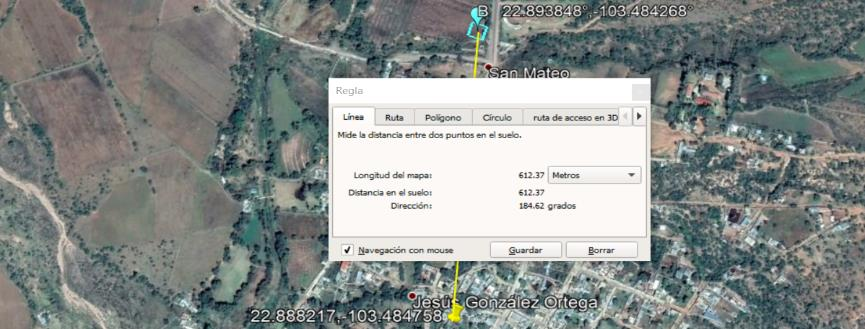 B 22.893848°,-103.484268°
San Mateo
Regla
Línea Ruta Polígono Círculo ruta de acceso en 3D
Mide la distancia entre dos puntos en el suelo.
Longitud del mapa: 612.37 Metros
Distancia en el suelo: 612.37
Dirección: 184.62 grados
Navegación con mouse Guardar Borrar
Jesús González Ortega
22.888217,-103.484758